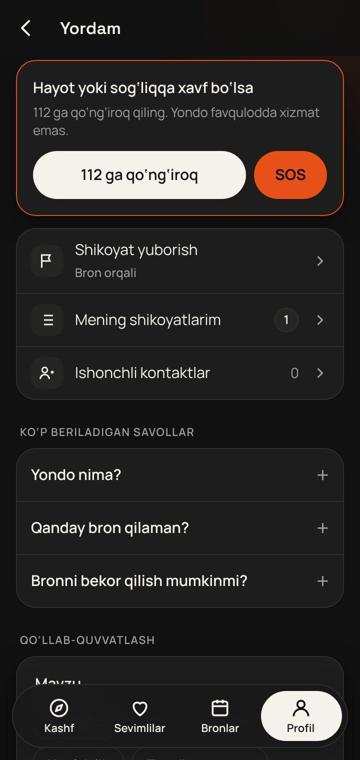 Yordam
Hayot yoki sog‘liqqa xavf bo‘lsa
112 ga qo‘ng‘iroq qiling. Yondo favqulodda xizmat
emas.
112 ga qo‘ng‘iroq
SOS
Shikoyat yuborish
Bron orqali
Mening shikoyatlarim
1
Ishonchli kontaktlar
0
KO‘P BERILADIGAN SAVOLLAR
Yondo nima?
Qanday bron qilaman?
Bronni bekor qilish mumkinmi?
QO‘LLAB-QUVVATLASH
Mavzu
Kashf
Sevimlilar
Bronlar
Profil